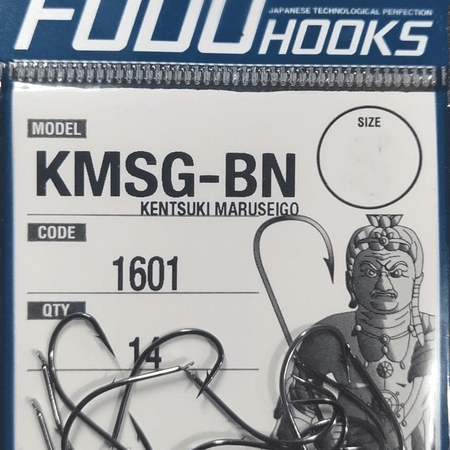 FUDO HOOKS
JAPANESE TECHNOLOGICAL PERFECTION
MODEL
KMSG-BN
KENTSUKI MARUSEIGO
SIZE
CODE
1601
QTY
14